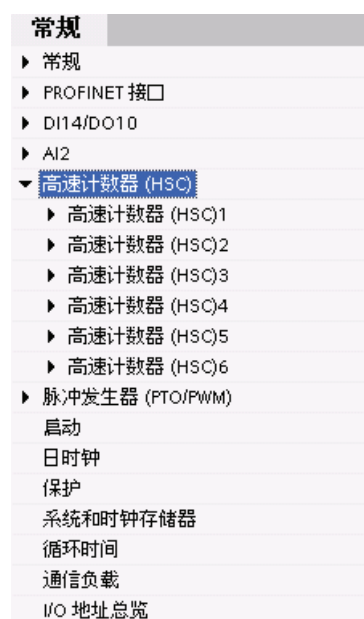 常规
常规
PROFINET 接口
DI14/DO10
AI2
高速计数器 (HSC)
高速计数器 (HSC)1
高速计数器 (HSC)2
高速计数器 (HSC)3
高速计数器 (HSC)4
高速计数器 (HSC)5
高速计数器 (HSC)6
脉冲发生器 (PTO/PWM)
启动
日时钟
保护
系统和时钟存储器
循环时间
通信负载
I/O 地址总览